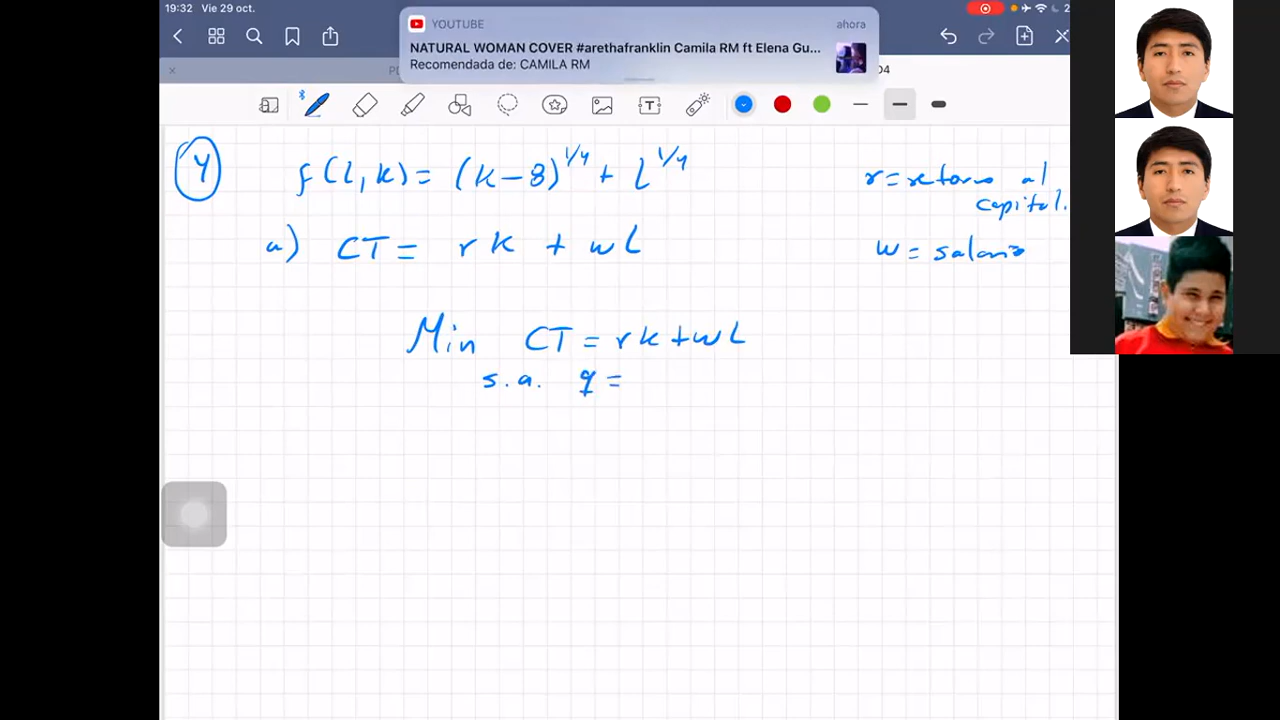 19:32 Vie 29 oct.
YOUTUBE
ahora
NATURAL WOMAN COVER #arethafranklin Camila RM ft Elena Gu...
Recomendada de: CAMILA RM
4
f(L,K)= (K-8)^1/4 + L^1/4
a) CT= rK + wL
r=retorno al
capital.
w= salario
Min CT = rK+wL
s.a. q=